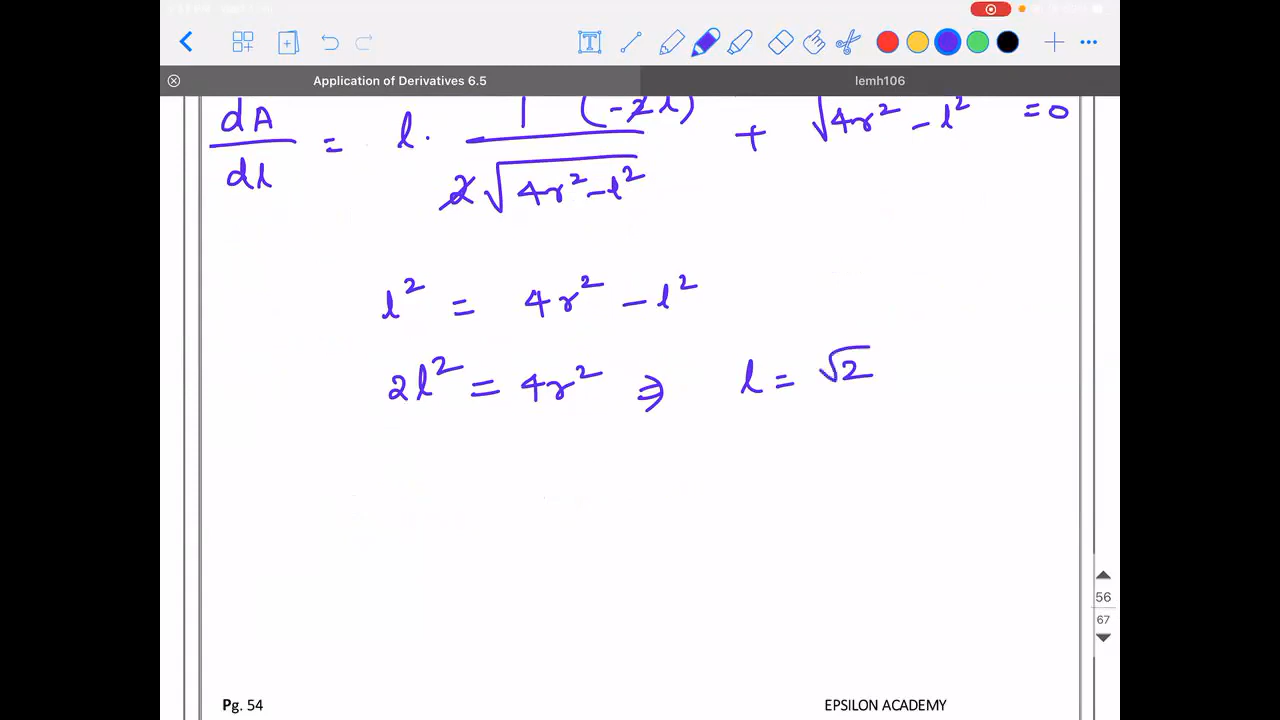 Application of Derivatives 6.5
lemh106
dA/dl = l · 1/(2√(4r² - l²)) (-2l) + √(4r² - l²) = 0
l² = 4r² - l²
2l² = 4r² ⇒ l = √2
56
67
Pg. 54
EPSILON ACADEMY